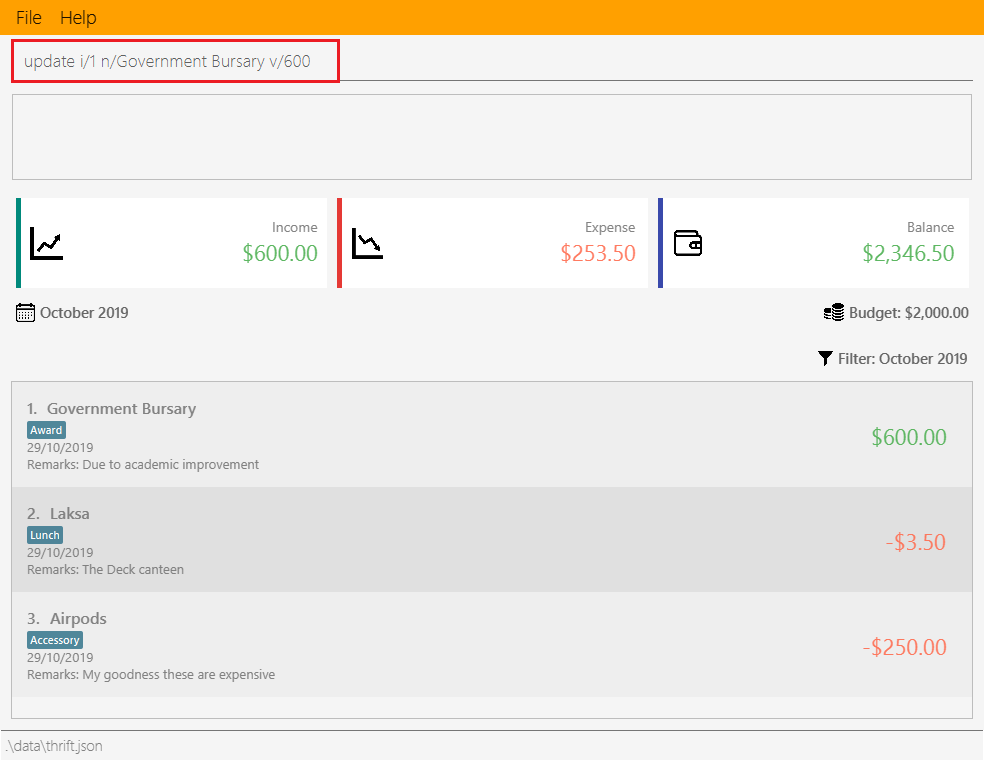 File Help
update i/1 n/Government Bursary v/600
Income
$600.00
Expense
$253.50
Balance
$2,346.50
October 2019
Budget: $2,000.00
Filter: October 2019
1. Government Bursary
Award
29/10/2019
Remarks: Due to academic improvement
$600.00
2. Laksa
Lunch
29/10/2019
Remarks: The Deck canteen
-$3.50
3. Airpods
Accessory
29/10/2019
Remarks: My goodness these are expensive
-$250.00
.\data\thrift.json